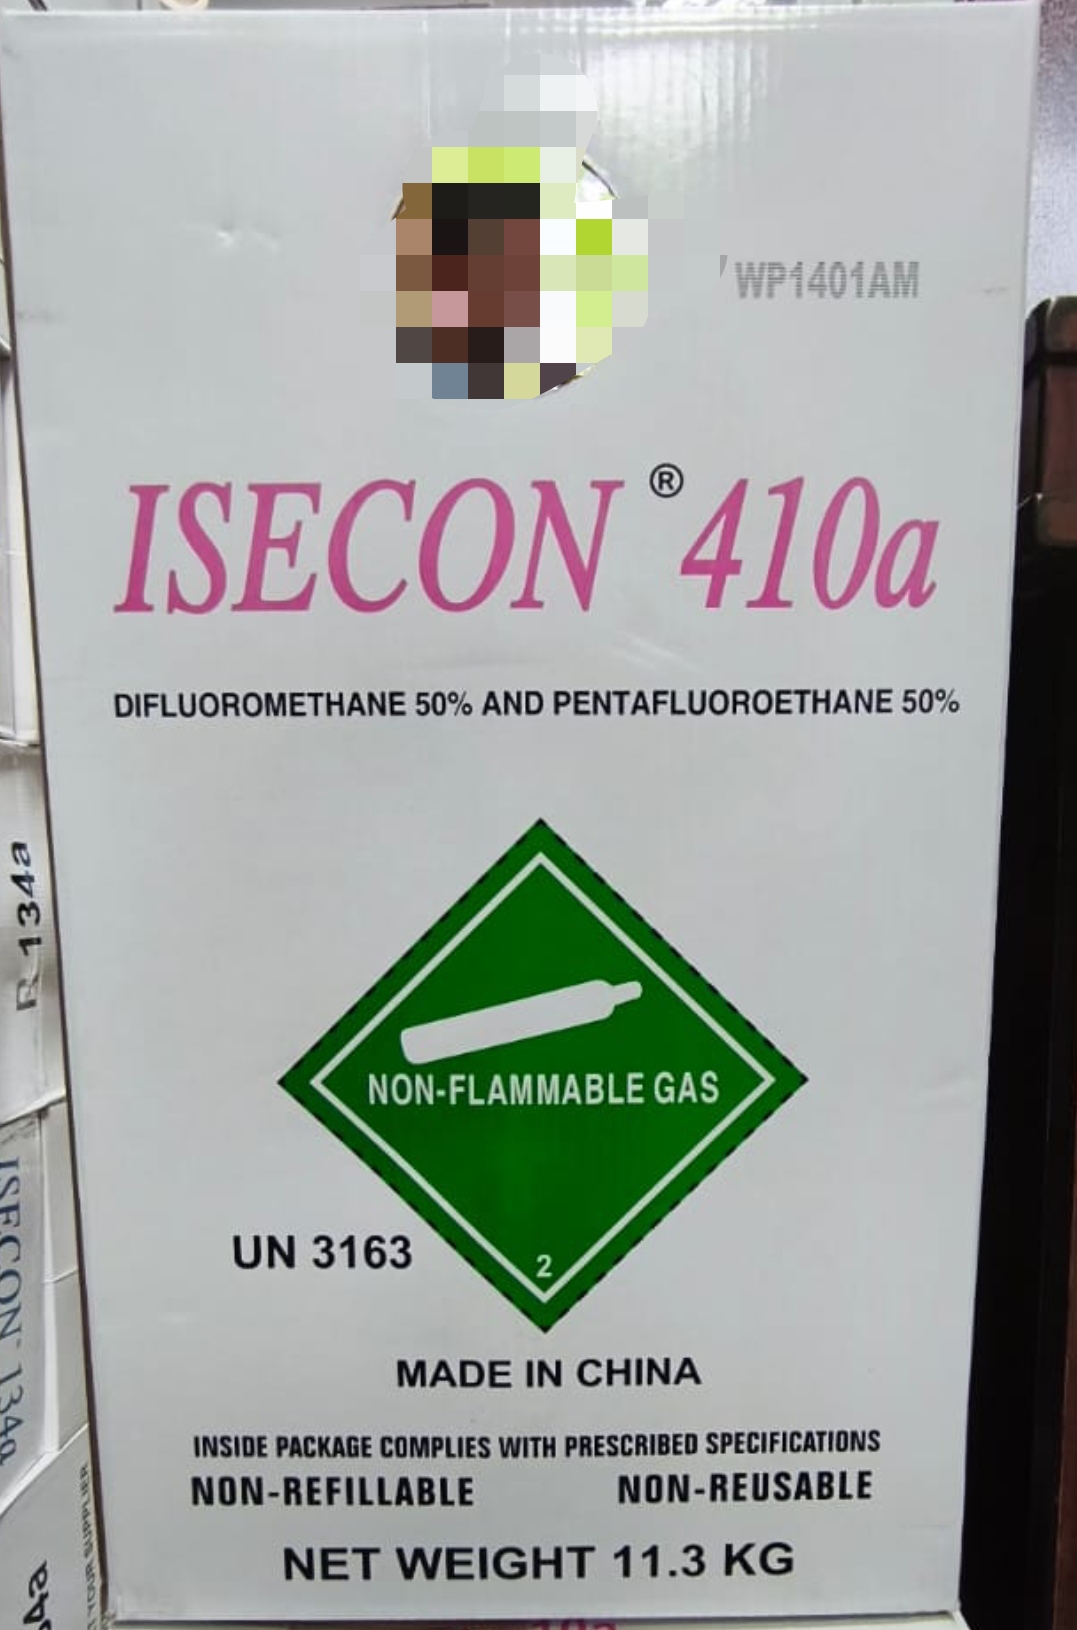 WP1401AM
ISECON® 410a
DIFLUOROMETHANE 50% AND PENTAFLUOROETHANE 50%
NON-FLAMMABLE GAS
2
UN 3163
MADE IN CHINA
INSIDE PACKAGE COMPLIES WITH PRESCRIBED SPECIFICATIONS
NON-REFILLABLE NON-REUSABLE
NET WEIGHT 11.3 KG
R-134a
ISECON 134a